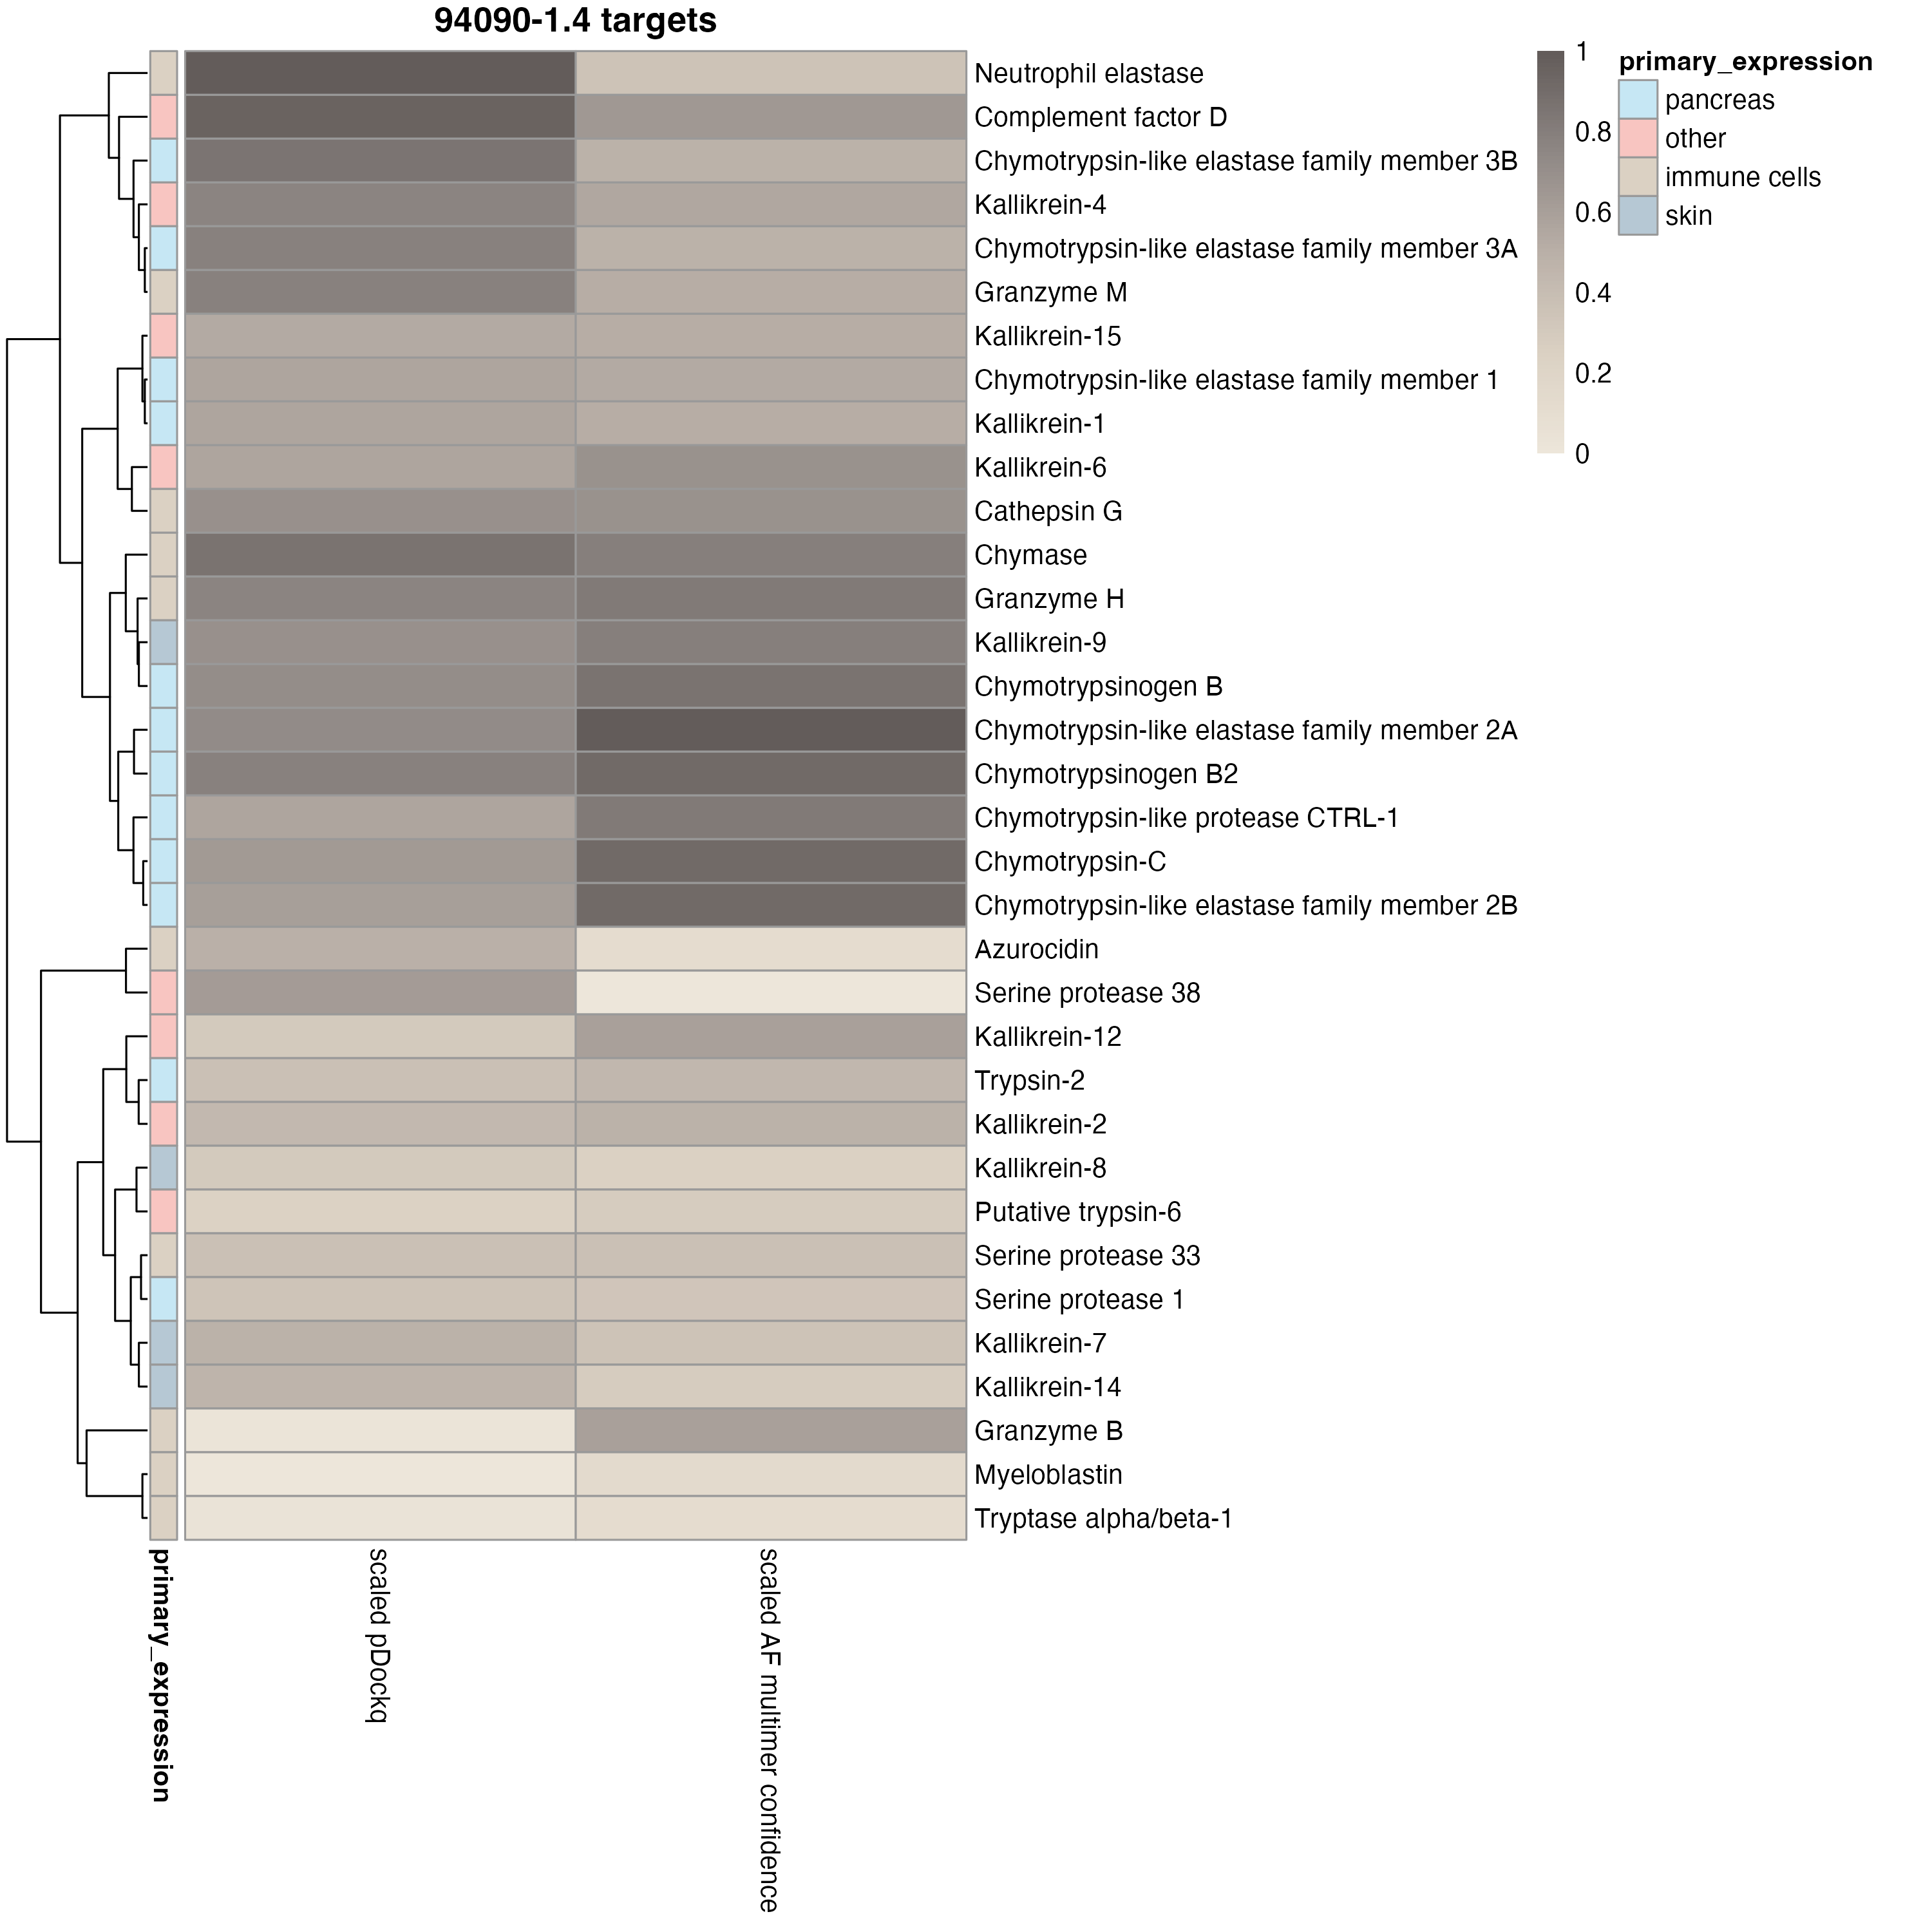 94090-1.4 targets
Neutrophil elastase
Complement factor D
Chymotrypsin-like elastase family member 3B
Kallikrein-4
Chymotrypsin-like elastase family member 3A
Granzyme M
Kallikrein-15
Chymotrypsin-like elastase family member 1
Kallikrein-1
Kallikrein-6
Cathepsin G
Chymase
Granzyme H
Kallikrein-9
Chymotrypsinogen B
Chymotrypsin-like elastase family member 2A
Chymotrypsinogen B2
Chymotrypsin-like protease CTRL-1
Chymotrypsin-C
Chymotrypsin-like elastase family member 2B
Azurocidin
Serine protease 38
Kallikrein-12
Trypsin-2
Kallikrein-2
Kallikrein-8
Putative trypsin-6
Serine protease 33
Serine protease 1
Kallikrein-7
Kallikrein-14
Granzyme B
Myeloblastin
Tryptase alpha/beta-1
1
0.8
0.6
0.4
0.2
0
primary_expression
pancreas
other
immune cells
skin
primary_expression
scaled pDockq
scaled AF multimer confidence